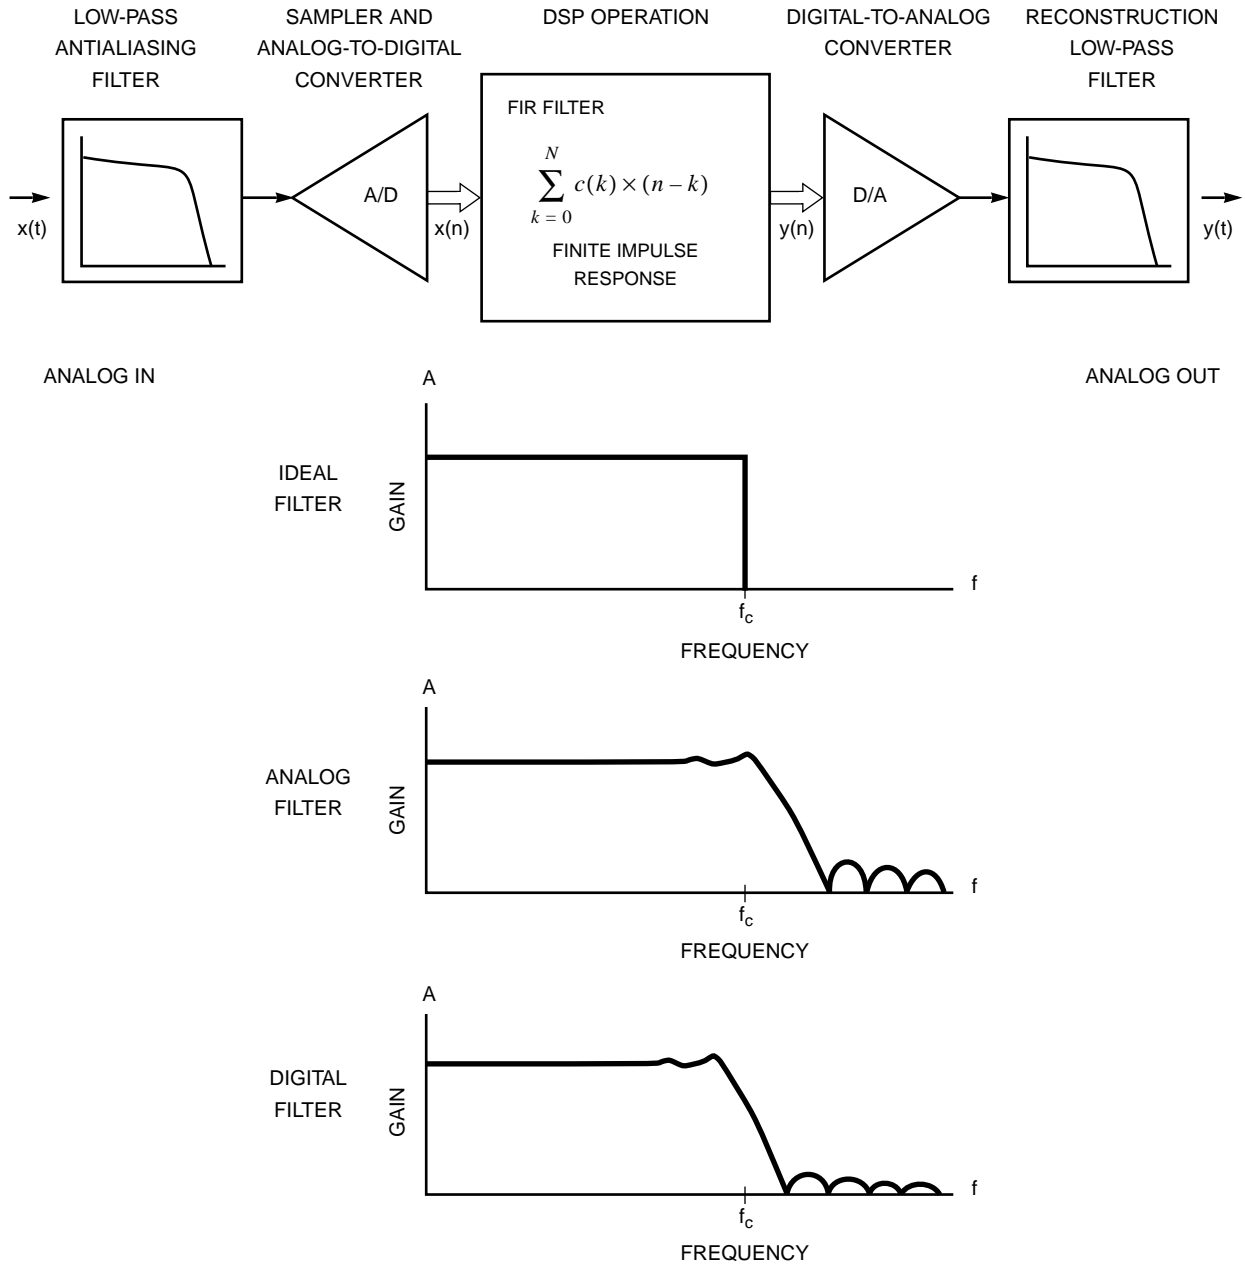 LOW-PASS
ANTIALIASING
FILTER
SAMPLER AND
ANALOG-TO-DIGITAL
CONVERTER
DSP OPERATION
DIGITAL-TO-ANALOG
CONVERTER
RECONSTRUCTION
LOW-PASS
FILTER
x(t)
A/D
x(n)
FIR FILTER
N
∑ c(k) × (n – k)
k = 0
FINITE IMPULSE
RESPONSE
y(n)
D/A
y(t)
ANALOG IN
ANALOG OUT
A
IDEAL
FILTER
GAIN
f
fc
FREQUENCY
A
ANALOG
FILTER
GAIN
f
fc
FREQUENCY
A
DIGITAL
FILTER
GAIN
f
fc
FREQUENCY